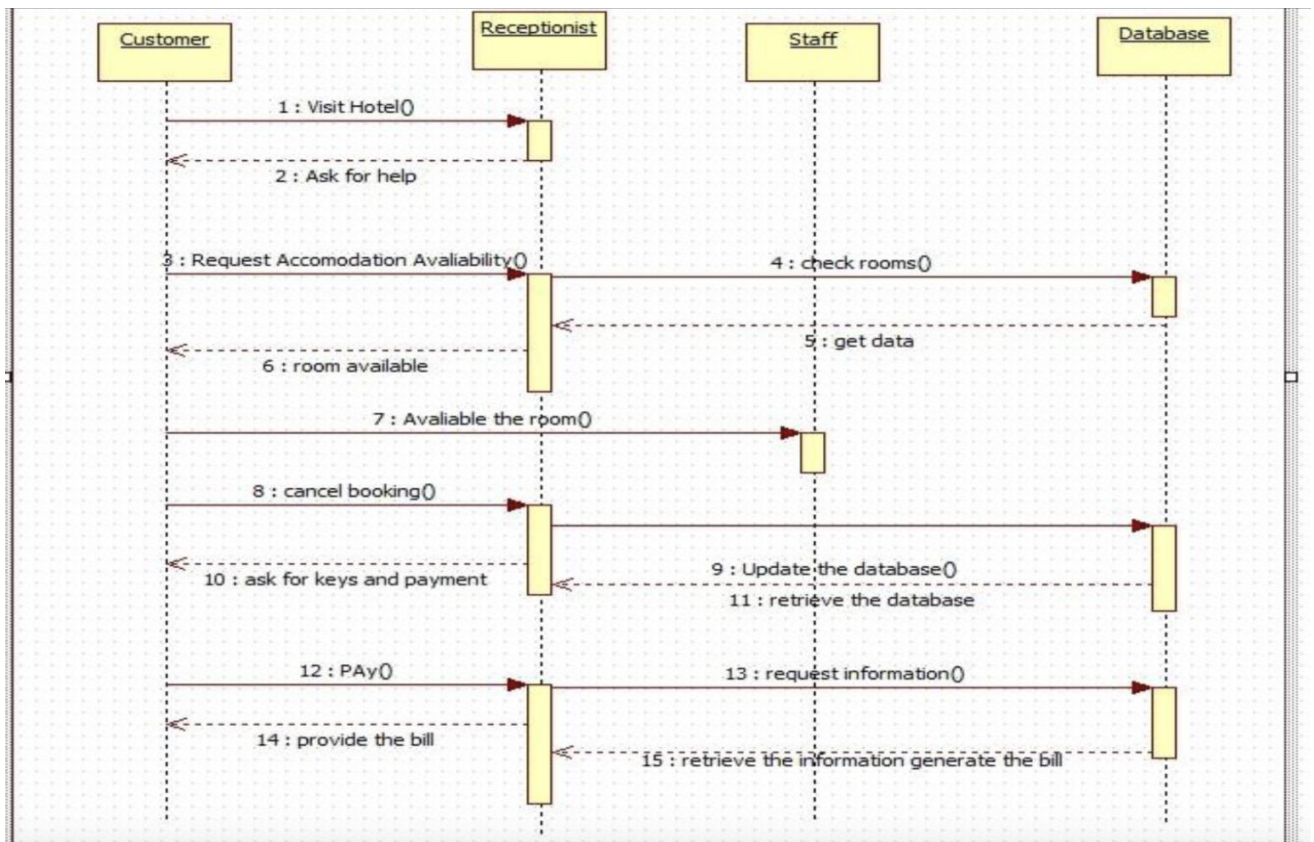 Customer
Receptionist
Staff
Database
1 : Visit Hotel()
2 : Ask for help
3 : Request Accomodation Avaliability()
4 : check rooms()
5 : get data
6 : room available
7 : Avaliable the room()
8 : cancel booking()
9 : Update the database()
10 : ask for keys and payment
11 : retrieve the database
12 : PAy()
13 : request information()
14 : provide the bill
15 : retrieve the information generate the bill